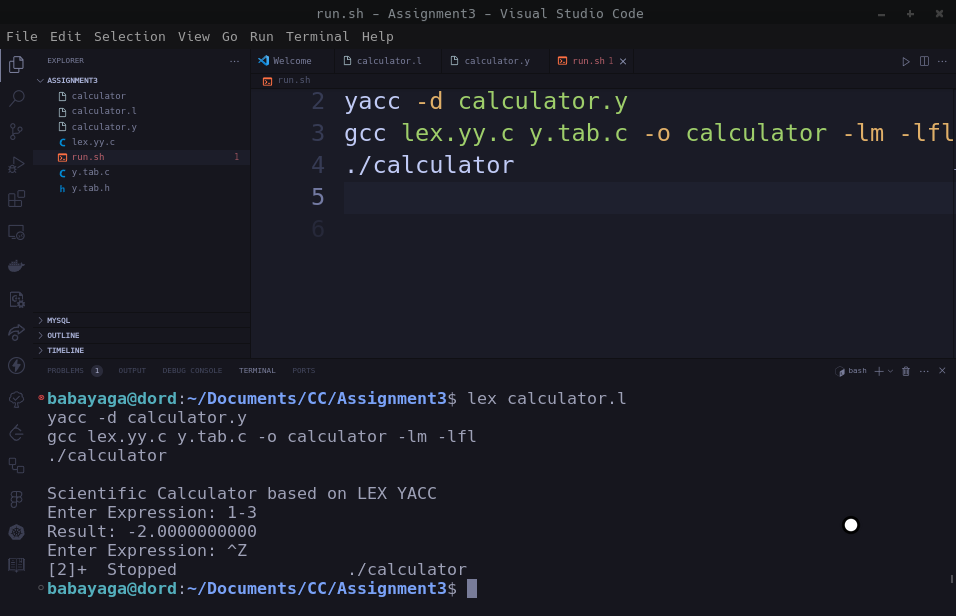 run.sh - Assignment3 - Visual Studio Code
File Edit Selection View Go Run Terminal Help
EXPLORER
Welcome calculator.l calculator.y run.sh 1
ASSIGNMENT3
run.sh
calculator
calculator.l
calculator.y
lex.yy.c
run.sh 1
y.tab.c
y.tab.h
2 yacc -d calculator.y
3 gcc lex.yy.c y.tab.c -o calculator -lm -lfl
4 ./calculator
5
6
MYSQL
OUTLINE
TIMELINE
PROBLEMS 1 OUTPUT DEBUG CONSOLE TERMINAL PORTS bash
babayaga@dord:~/Documents/CC/Assignment3$ lex calculator.l
yacc -d calculator.y
gcc lex.yy.c y.tab.c -o calculator -lm -lfl
./calculator
Scientific Calculator based on LEX YACC
Enter Expression: 1-3
Result: -2.0000000000
Enter Expression: ^Z
[2]+  Stopped                 ./calculator
babayaga@dord:~/Documents/CC/Assignment3$